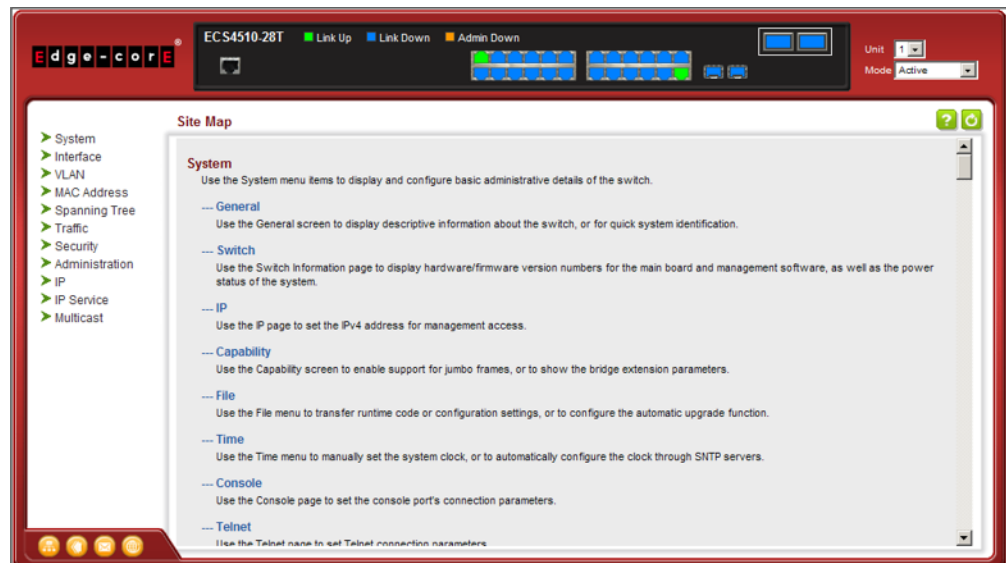 Edge-corE®
ECS4510-28T Link Up Link Down Admin Down
Unit 1
Mode Active
System
Interface
VLAN
MAC Address
Spanning Tree
Traffic
Security
Administration
IP
IP Service
Multicast
Site Map
?
System
Use the System menu items to display and configure basic administrative details of the switch.
--- General
Use the General screen to display descriptive information about the switch, or for quick system identification.
--- Switch
Use the Switch Information page to display hardware/firmware version numbers for the main board and management software, as well as the power
status of the system.
--- IP
Use the IP page to set the IPv4 address for management access.
--- Capability
Use the Capability screen to enable support for jumbo frames, or to show the bridge extension parameters.
--- File
Use the File menu to transfer runtime code or configuration settings, or to configure the automatic upgrade function.
--- Time
Use the Time menu to manually set the system clock, or to automatically configure the clock through SNTP servers.
--- Console
Use the Console page to set the console port's connection parameters.
--- Telnet
Use the Telnet page to set Telnet connection parameters